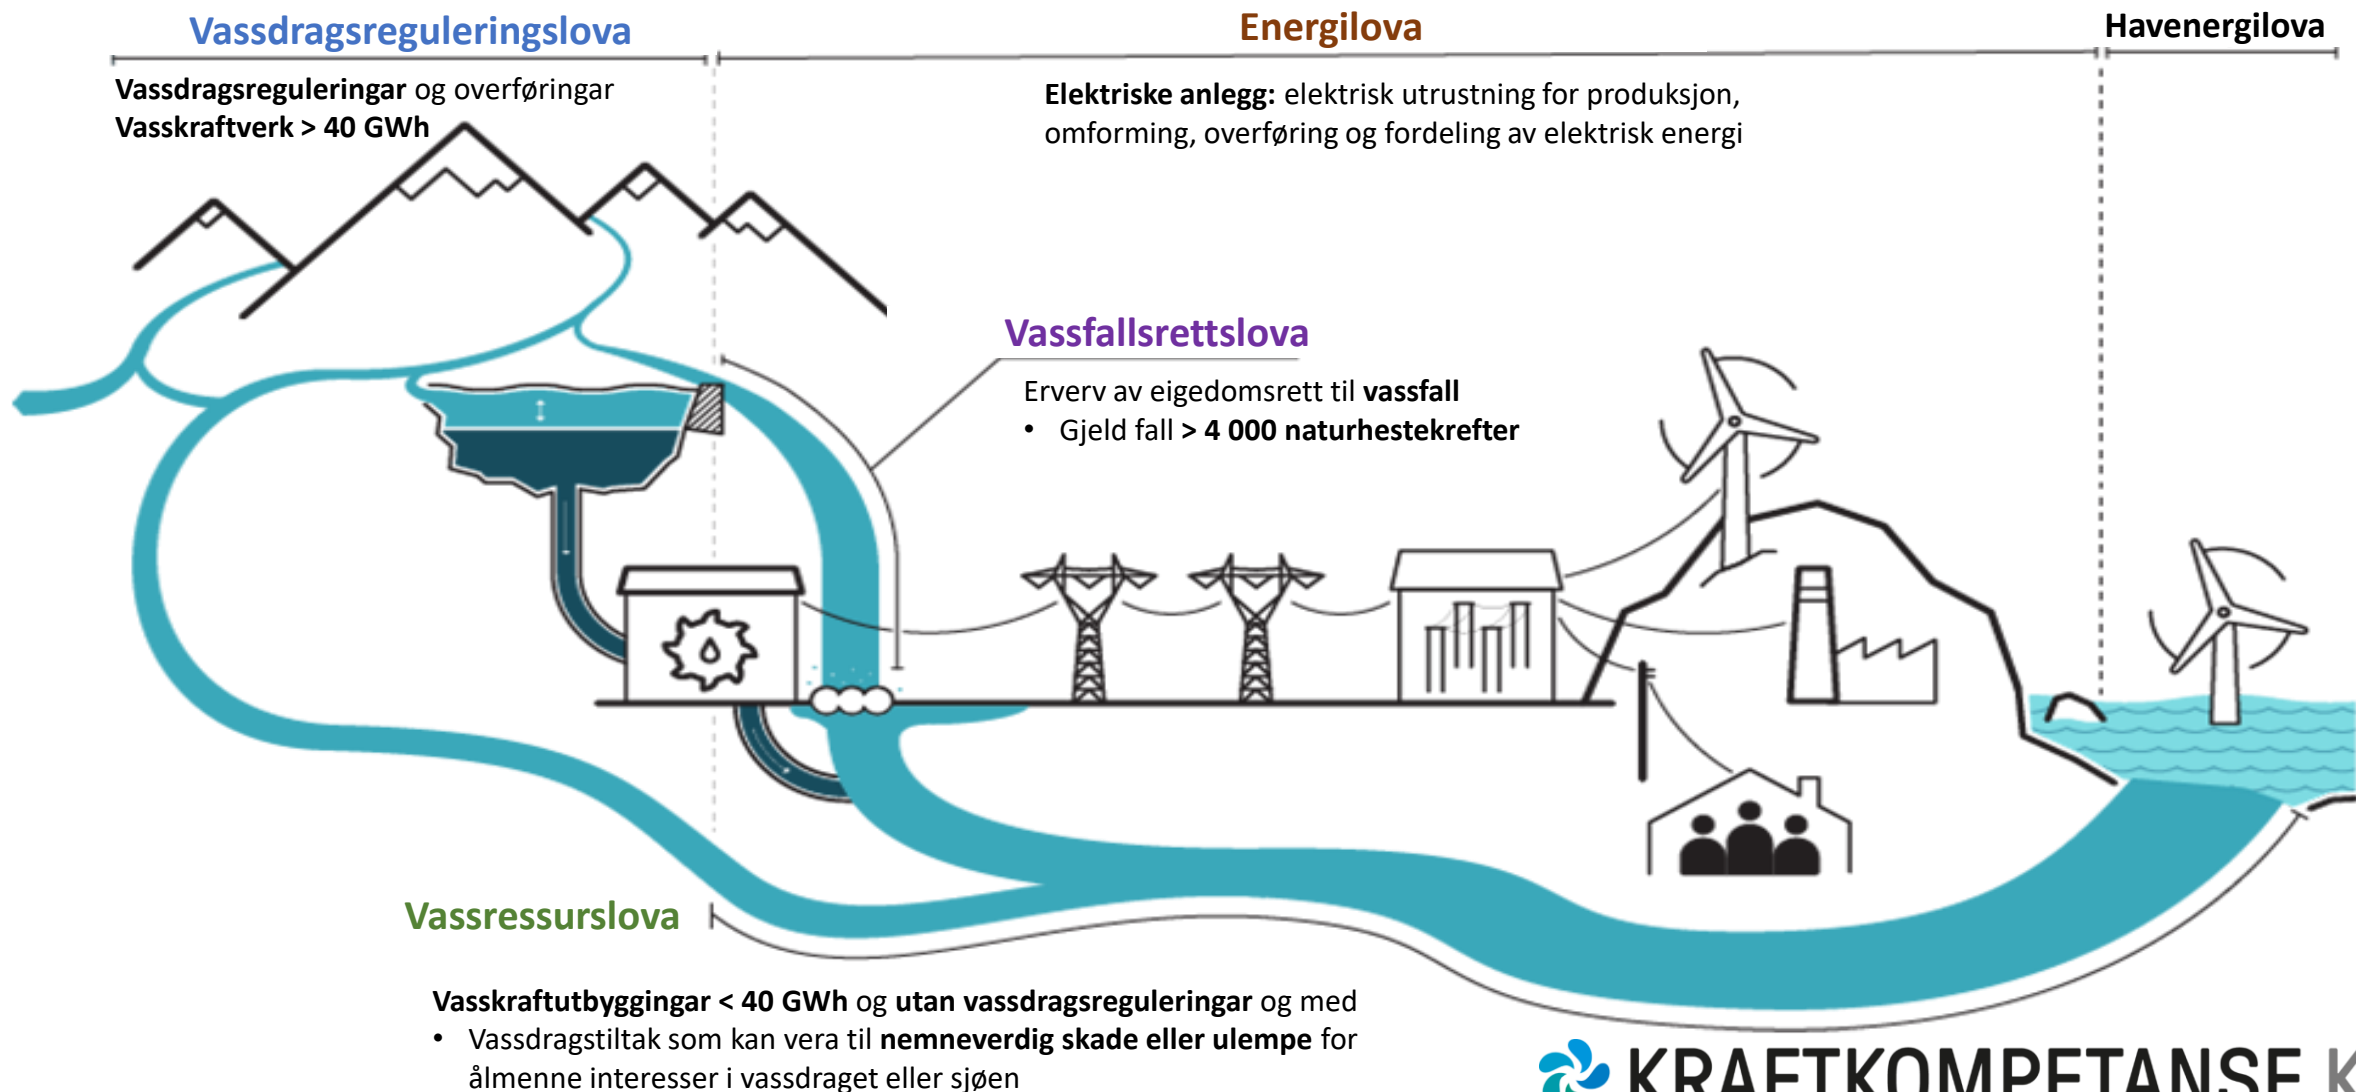 Vassdragsreguleringslova
Energilova
Havenergilova
Vassdragsreguleringar og overføringar
Vasskraftverk > 40 GWh
Elektriske anlegg: elektrisk utrustning for produksjon,
omforming, overføring og fordeling av elektrisk energi
Vassfallsrettslova
Erverv av eigedomsrett til vassfall
• Gjeld fall > 4 000 naturhestekrefter
Vassressurslova
Vasskraftutbyggingar < 40 GWh og utan vassdragsreguleringar og med
• Vassdragstiltak som kan vera til nemneverdig skade eller ulempe for
ålmenne interesser i vassdraget eller sjøen
KRAFTKOMPETANSE